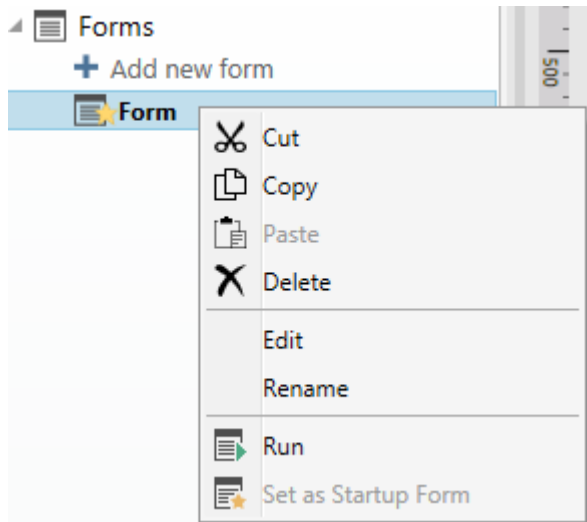 Forms
Add new form
Form
Cut
Copy
Paste
Delete
Edit
Rename
Run
Set as Startup Form
500